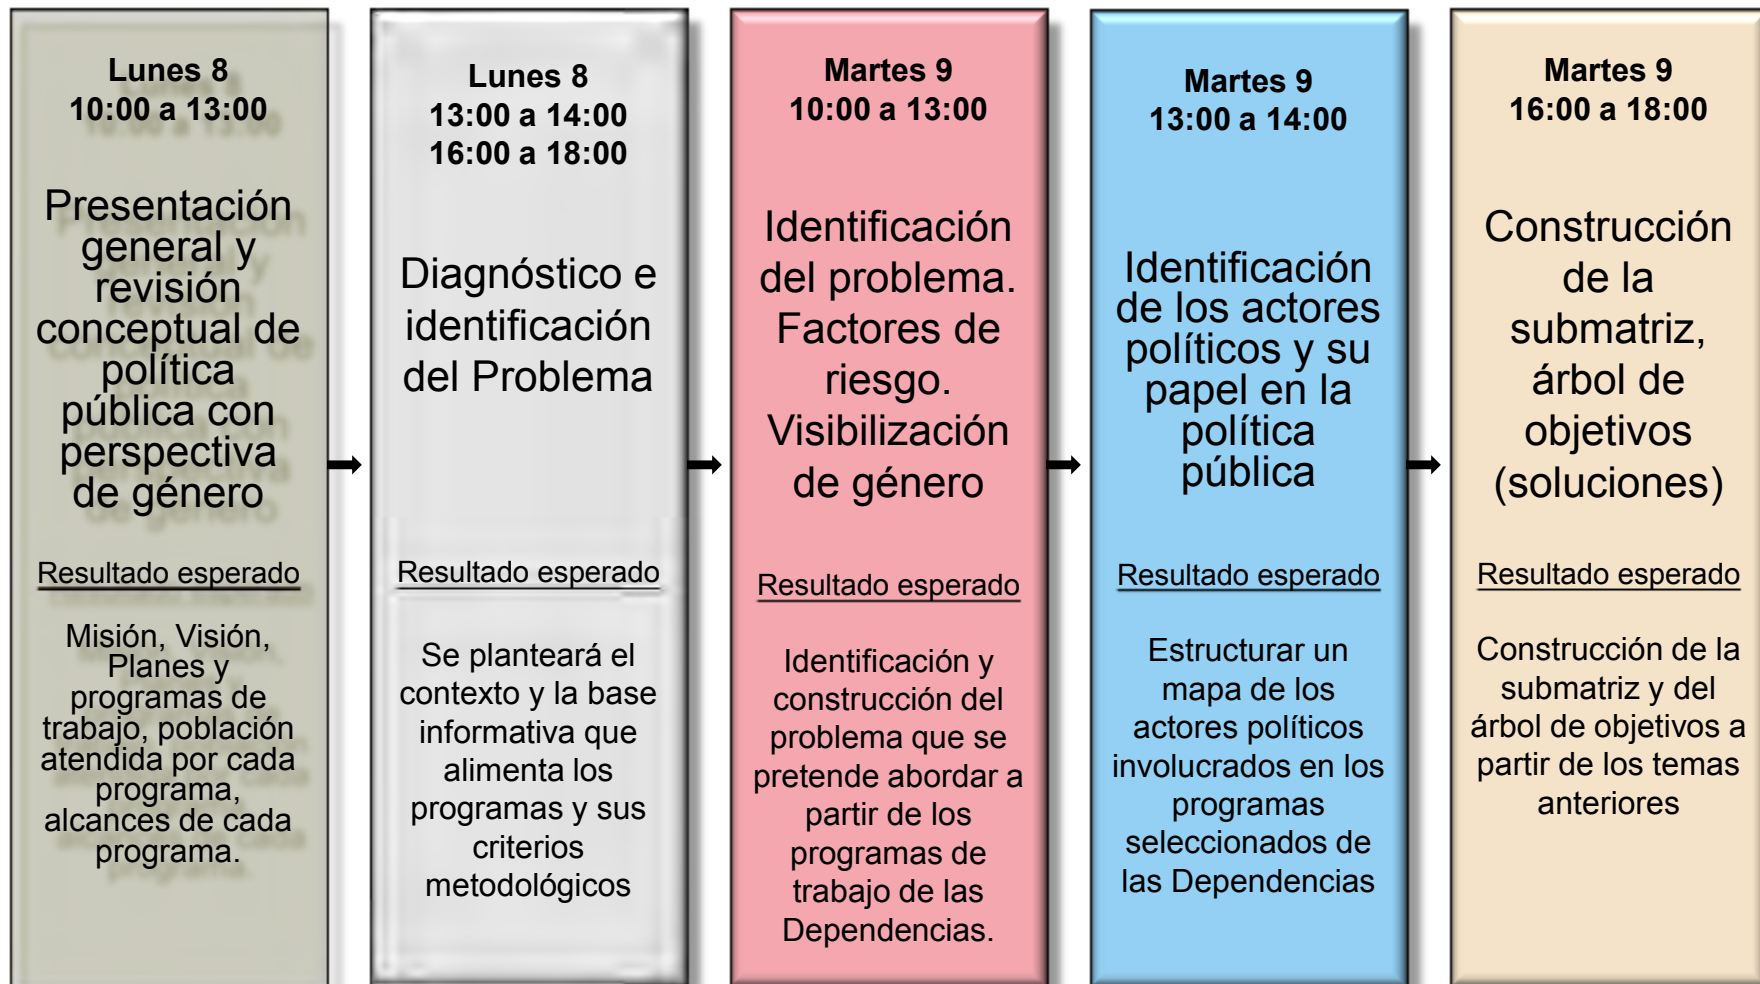 Lunes 8
10:00 a 13:00
Presentación
general y
revisión
conceptual de
política
pública con
perspectiva
de género
Resultado esperado
Misión, Visión,
Planes y
programas de
trabajo, población
atendida por cada
programa,
alcances de cada
programa.
Lunes 8
13:00 a 14:00
16:00 a 18:00
Diagnóstico e
identificación
del Problema
Resultado esperado
Se planteará el
contexto y la base
informativa que
alimenta los
programas y sus
criterios
metodológicos
Martes 9
10:00 a 13:00
Identificación
del problema.
Factores de
riesgo.
Visibilización
de género
Resultado esperado
Identificación y
construcción del
problema que se
pretende abordar a
partir de los
programas de
trabajo de las
Dependencias.
Martes 9
13:00 a 14:00
Identificación
de los actores
políticos y su
papel en la
política
pública
Resultado esperado
Estructurar un
mapa de los
actores políticos
involucrados en los
programas
seleccionados de
las Dependencias
Martes 9
16:00 a 18:00
Construcción
de la
submatriz,
árbol de
objetivos
(soluciones)
Resultado esperado
Construcción de la
submatriz y del
árbol de objetivos a
partir de los temas
anteriores